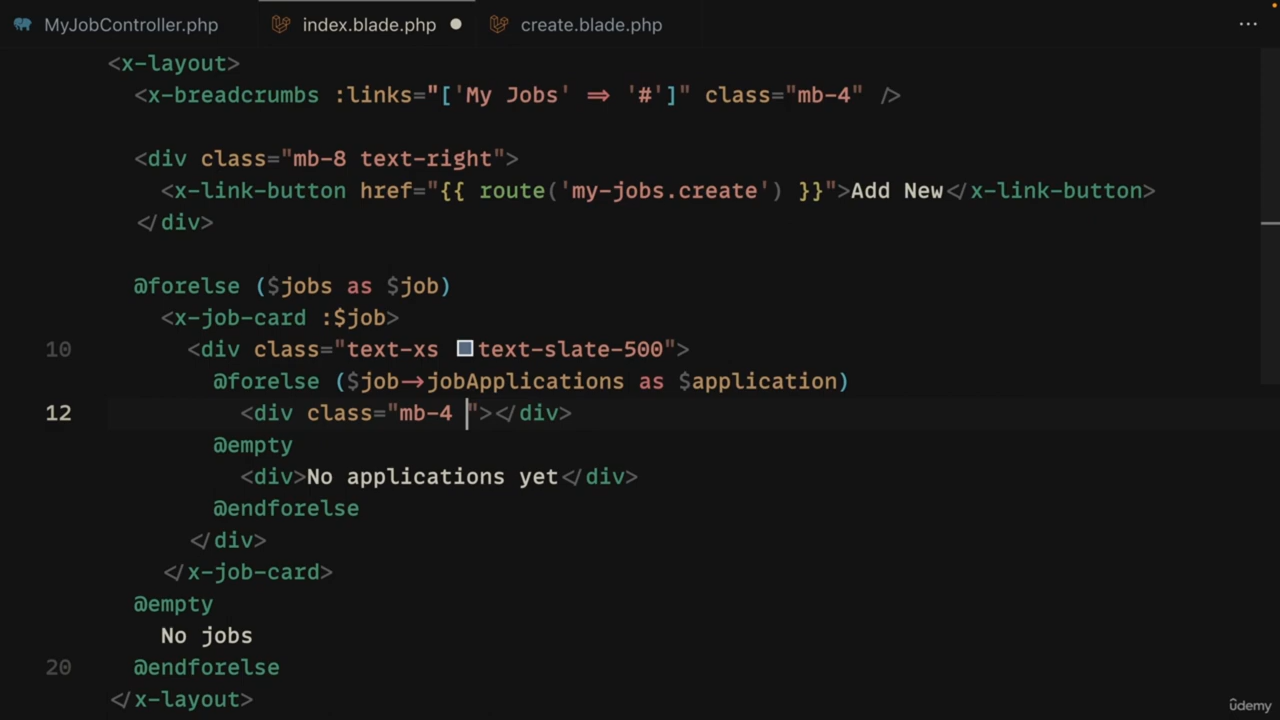 MyJobController.php index.blade.php create.blade.php ...
<x-layout>
<x-breadcrumbs :links="['My Jobs' => '#']" class="mb-4" />
<div class="mb-8 text-right">
<x-link-button href="{{ route('my-jobs.create') }}">Add New</x-link-button>
</div>
@forelse ($jobs as $job)
<x-job-card :$job>
10 <div class="text-xs text-slate-500">
@forelse ($job->jobApplications as $application)
12 <div class="mb-4 "></div>
@empty
<div>No applications yet</div>
@endforelse
</div>
</x-job-card>
@empty
No jobs
20 @endforelse
</x-layout>
ûdemy